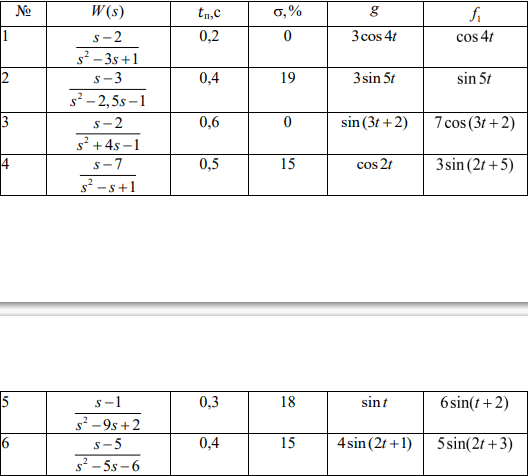 № W(s) tп,с σ,% g f₁
1 (s−2)/(s²−3s+1) 0,2 0 3cos4t cos4t
2 (s−3)/(s²−2,5s−1) 0,4 19 3sin5t sin5t
3 (s−2)/(s²+4s−1) 0,6 0 sin(3t+2) 7cos(3t+2)
4 (s−7)/(s²−s+1) 0,5 15 cos2t 3sin(2t+5)
5 (s−1)/(s²−9s+2) 0,3 18 sint 6sin(t+2)
6 (s−5)/(s²−5s−6) 0,4 15 4sin(2t+1) 5sin(2t+3)